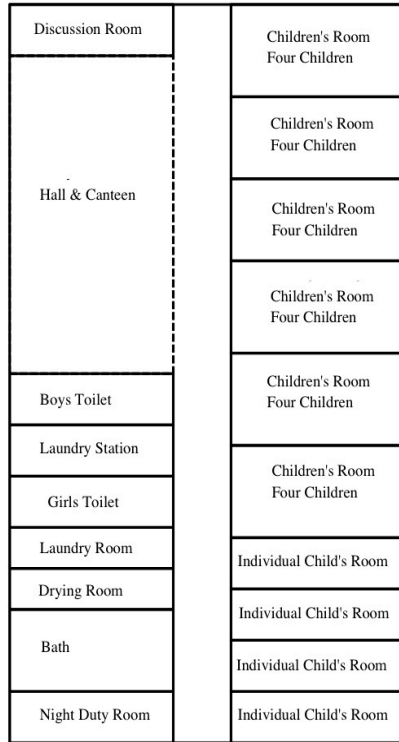 Discussion Room
Hall & Canteen
Boys Toilet
Laundry Station
Girls Toilet
Laundry Room
Drying Room
Bath
Night Duty Room
Children's Room
Four Children
Children's Room
Four Children
Children's Room
Four Children
Children's Room
Four Children
Children's Room
Four Children
Children's Room
Four Children
Individual Child's Room
Individual Child's Room
Individual Child's Room
Individual Child's Room